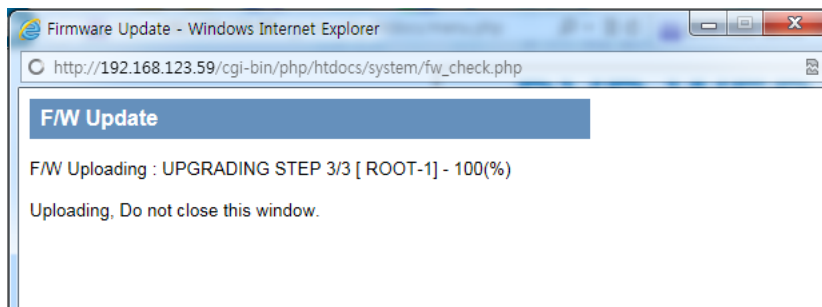 Firmware Update - Windows Internet Explorer
http://192.168.123.59/cgi-bin/php/htdocs/system/fw_check.php
F/W Update
F/W Uploading : UPGRADING STEP 3/3 [ ROOT-1] - 100(%)
Uploading, Do not close this window.